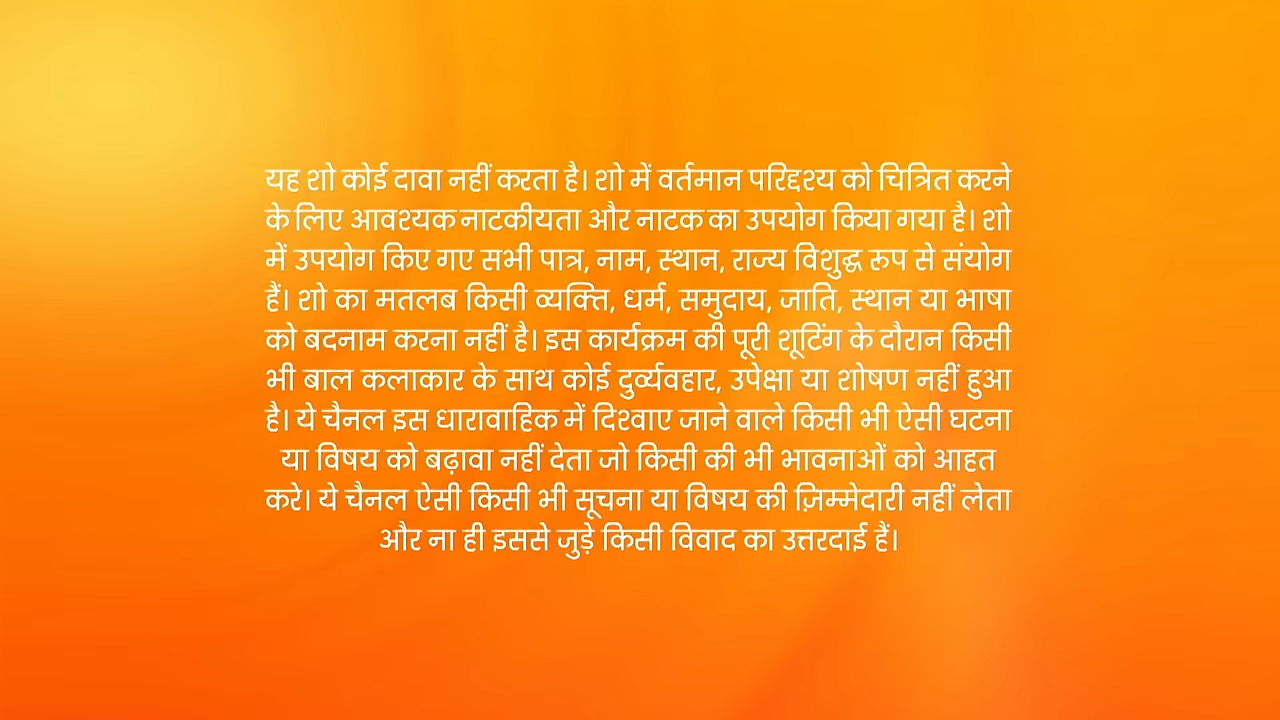 यह शो कोई दावा नहीं करता है। शो में वर्तमान परिद्दश्य को चित्रित करने
के लिए आवश्यक नाटकीयता और नाटक का उपयोग किया गया है। शो
में उपयोग किए गए सभी पात्र, नाम, स्थान, राज्य विशुद्ध रूप से संयोग
हैं। शो का मतलब किसी व्यक्ति, धर्म, समुदाय, जाति, स्थान या भाषा
को बदनाम करना नहीं है। इस कार्यक्रम की पूरी शूटिंग के दौरान किसी
भी बाल कलाकार के साथ कोई दुर्व्यवहार, उपेक्षा या शोषण नहीं हुआ
है। ये चैनल इस धारावाहिक में दिश्वाए जाने वाले किसी भी ऐसी घटना
या विषय को बढ़ावा नहीं देता जो किसी की भी भावनाओं को आहत
करे। ये चैनल ऐसी किसी भी सूचना या विषय की ज़िम्मेदारी नहीं लेता
और ना ही इससे जुड़े किसी विवाद का उत्तरदाई हैं।